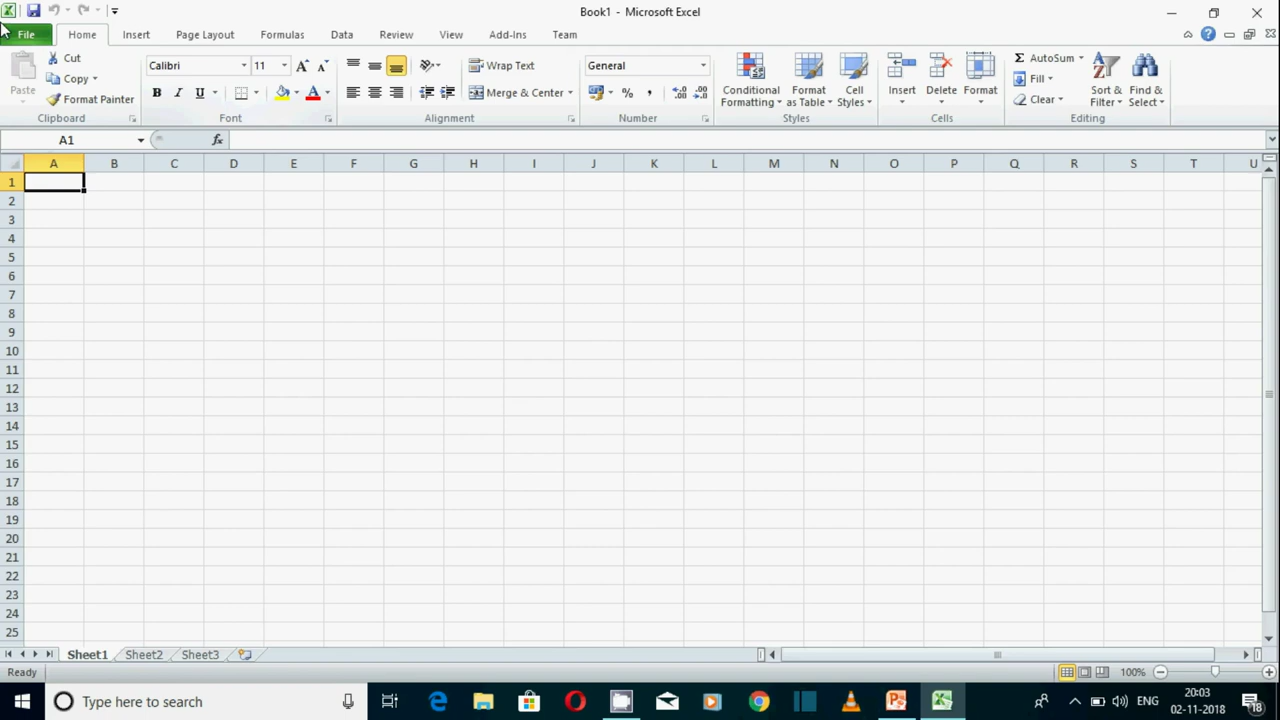 Book1 - Microsoft Excel
File Home Insert Page Layout Formulas Data Review View Add-Ins Team
Paste
Cut
Copy
Format Painter
Clipboard
Calibri 11
B I U A
Font
Wrap Text
Merge & Center
Alignment
General
%
Number
Conditional Formatting
Format as Table
Cell Styles
Styles
Insert Delete Format
Cells
Σ AutoSum
Fill
Clear
Sort & Filter
Find & Select
Editing
A1 fx
A B C D E F G H I J K L M N O P Q R S T U
1
2
3
4
5
6
7
8
9
10
11
12
13
14
15
16
17
18
19
20
21
22
23
24
25
Sheet1 Sheet2 Sheet3
Ready 100%
Type here to search
ENG
20:03
02-11-2018
18